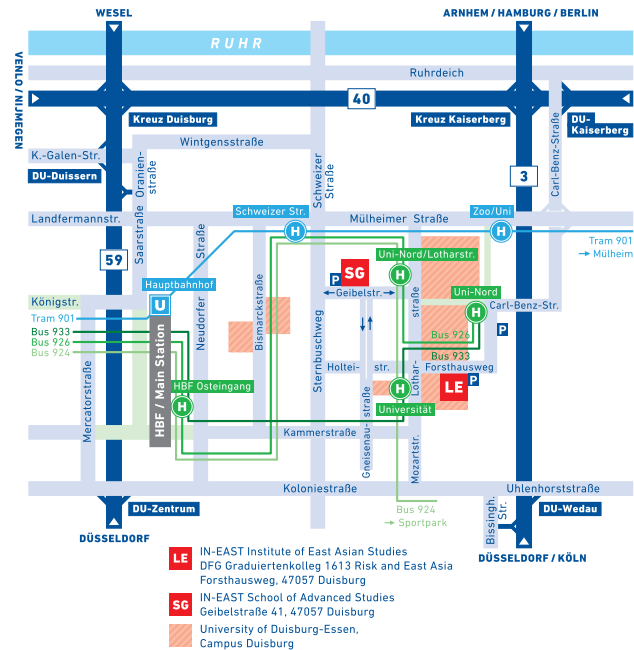 WESEL
ARNHEM / HAMBURG / BERLIN
RUHR
VENLO / NIJMEGEN
Ruhrdeich
40
Kreuz Duisburg
Kreuz Kaiserberg
DU-
Kaiserberg
Carl-Benz-Straße
Wintgensstraße
K.-Galen-Str.
DU-Duissern
Oranien-
straße
Schweizer
Straße
3
Landfermannstr.
Saarstraße
Schweizer Str.
H
Mülheimer Straße
Zoo/Uni
H
Tram 901
→ Mülheim
Neudorfer Straße
59
Uni-Nord/Lotharstr.
H
SG
P
Geibelstr.
Hauptbahnhof
U
Königstr.
Tram 901
Bus 933
Bus 926
Bus 924
Bismarckstraße
Sternbuschweg
Lothar-
straße
Uni-Nord
H
Carl-Benz-Str.
P
Bus 926
Bus 933
Mercatorstraße
HBF / Main Station
HBF Osteingang
H
Holtei-
str.
Forsthausweg
LE
P
H
Universität
Gneisenau-
straße
Kammerstraße
Mozartstr.
Koloniestraße
Uhlenhorststraße
DU-Zentrum
Bus 924
→ Sportpark
Bissingh.
Str.
DU-Wedau
DÜSSELDORF
DÜSSELDORF / KÖLN
LE
IN-EAST Institute of East Asian Studies
DFG Graduiertenkolleg 1613 Risk and East Asia
Forsthausweg, 47057 Duisburg
SG
IN-EAST School of Advanced Studies
Geibelstraße 41, 47057 Duisburg
University of Duisburg-Essen,
Campus Duisburg